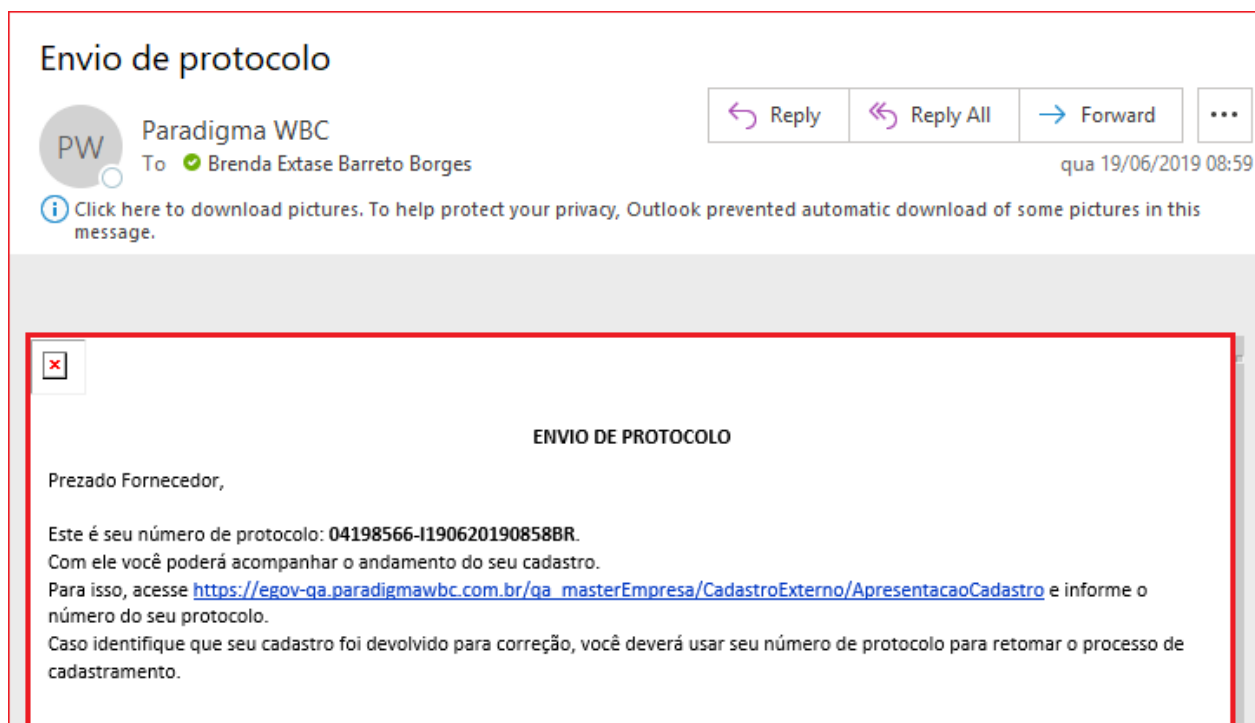 Envio de protocolo
Reply
Reply All
Forward
PW
Paradigma WBC
To Brenda Extase Barreto Borges
qua 19/06/2019 08:59
Click here to download pictures. To help protect your privacy, Outlook prevented automatic download of some pictures in this
message.
ENVIO DE PROTOCOLO
Prezado Fornecedor,
Este é seu número de protocolo: 04198566-I190620190858BR.
Com ele você poderá acompanhar o andamento do seu cadastro.
Para isso, acesse https://egov-qa.paradigmawbc.com.br/qa_masterEmpresa/CadastroExterno/ApresentacaoCadastro e informe o
número do seu protocolo.
Caso identifique que seu cadastro foi devolvido para correção, você deverá usar seu número de protocolo para retomar o processo de
cadastramento.